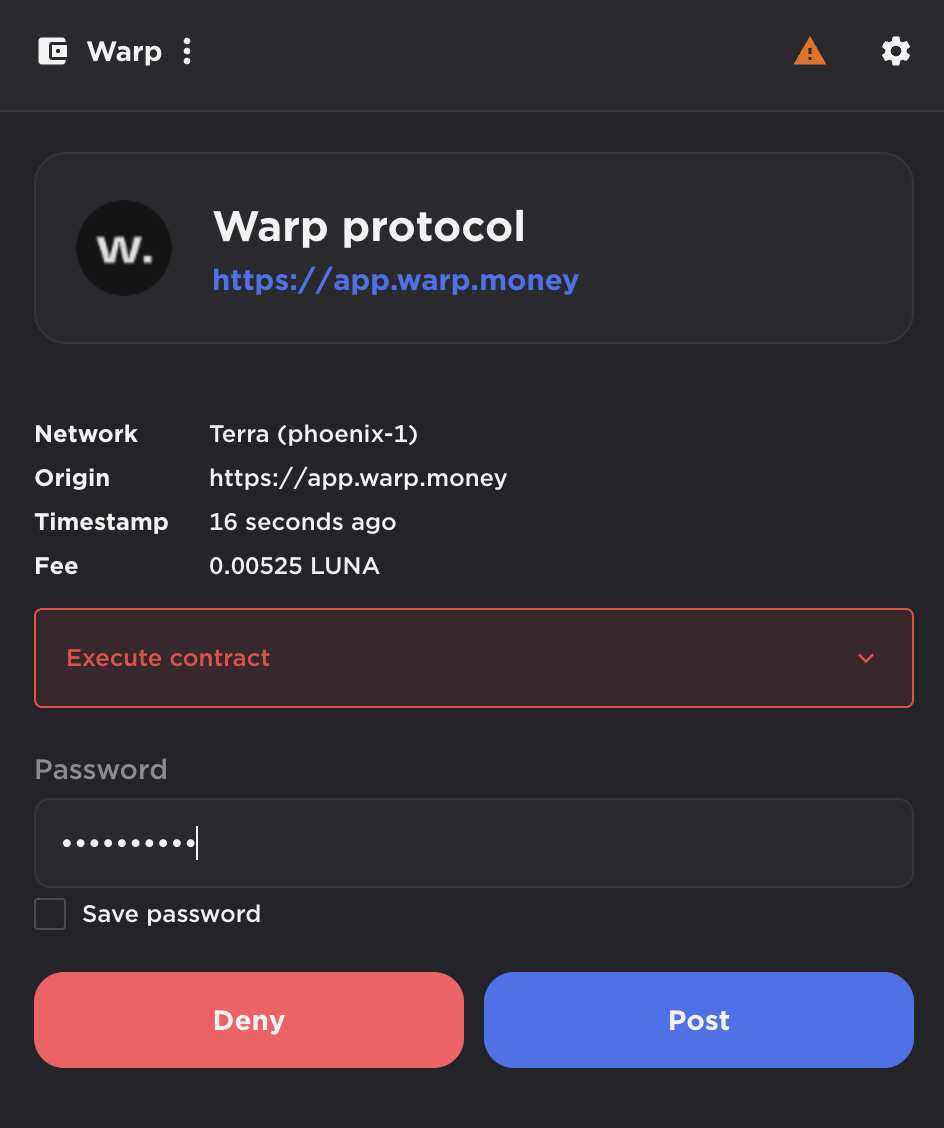 Warp
w.
Warp protocol
https://app.warp.money
Network Terra (phoenix-1)
Origin https://app.warp.money
Timestamp 16 seconds ago
Fee 0.00525 LUNA
Execute contract
Password
••••••••••
Save password
Deny Post